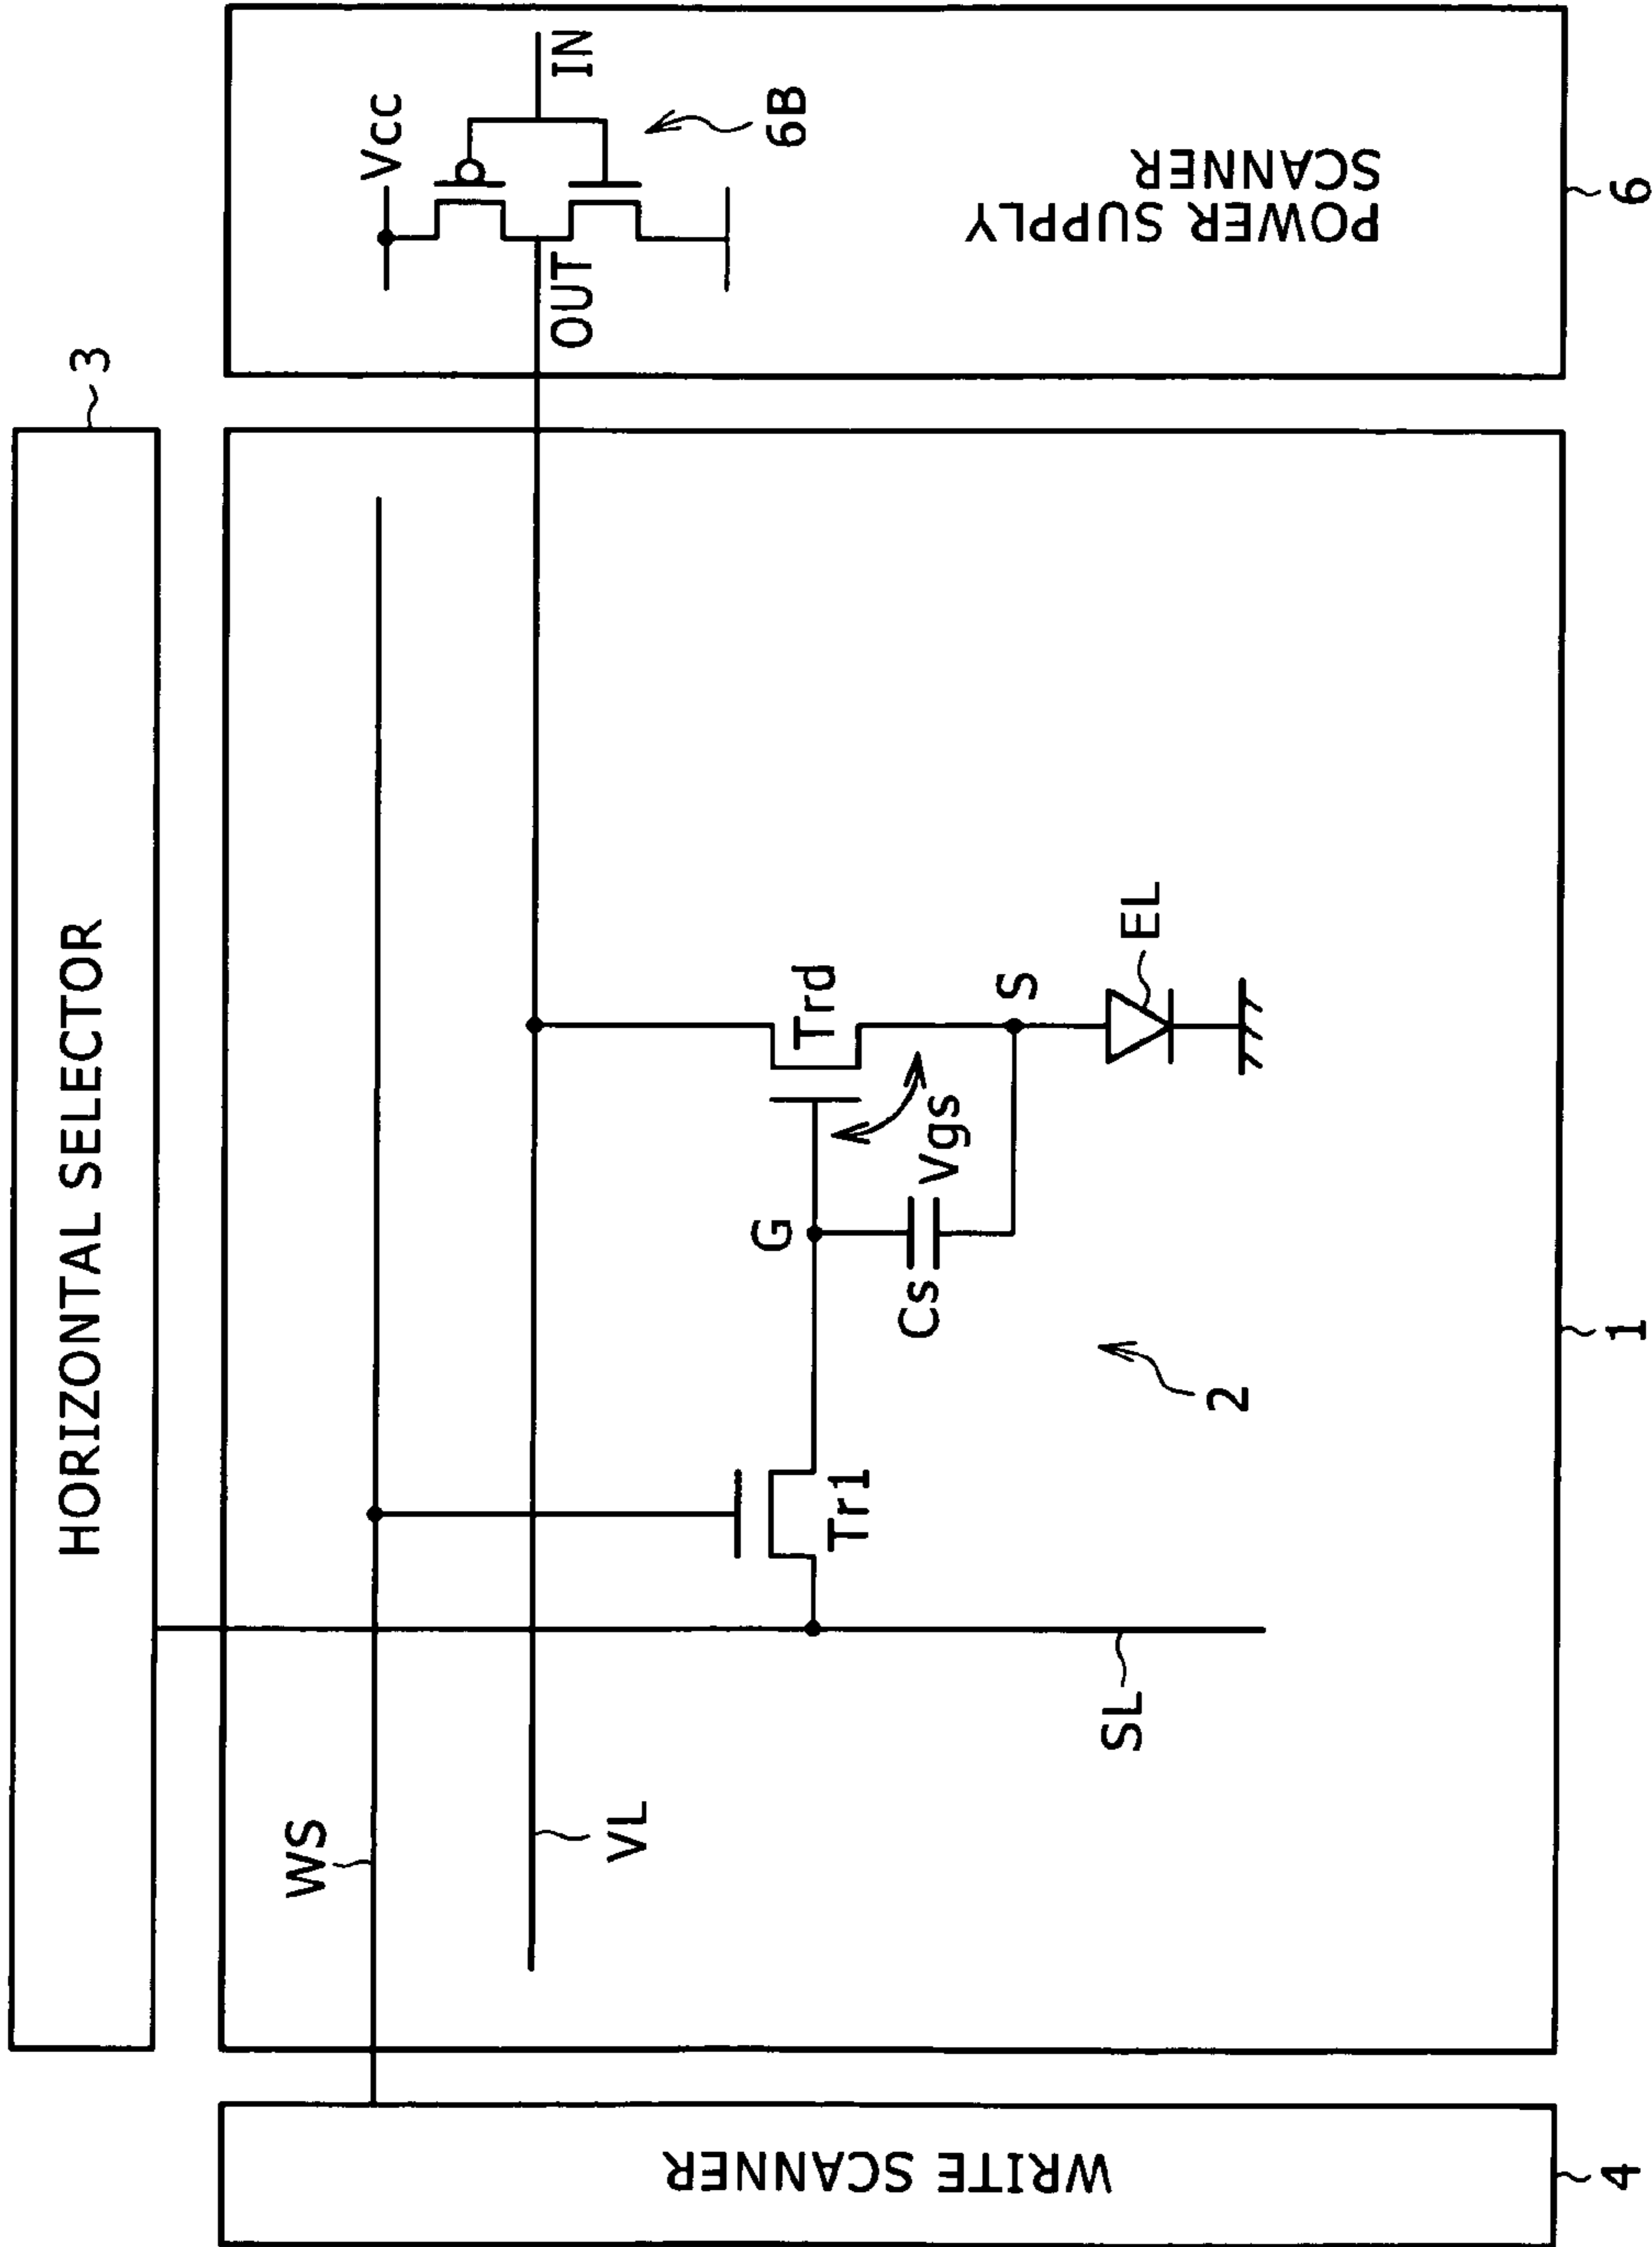 HORIZONTAL SELECTOR
3
WS
VL
Vcc
IN
OUT
6B
G
Trd
Tr1
Cs
Vgs
S
EL
2
SL
WRITE SCANNER
POWER SUPPLY
SCANNER
4
1
6